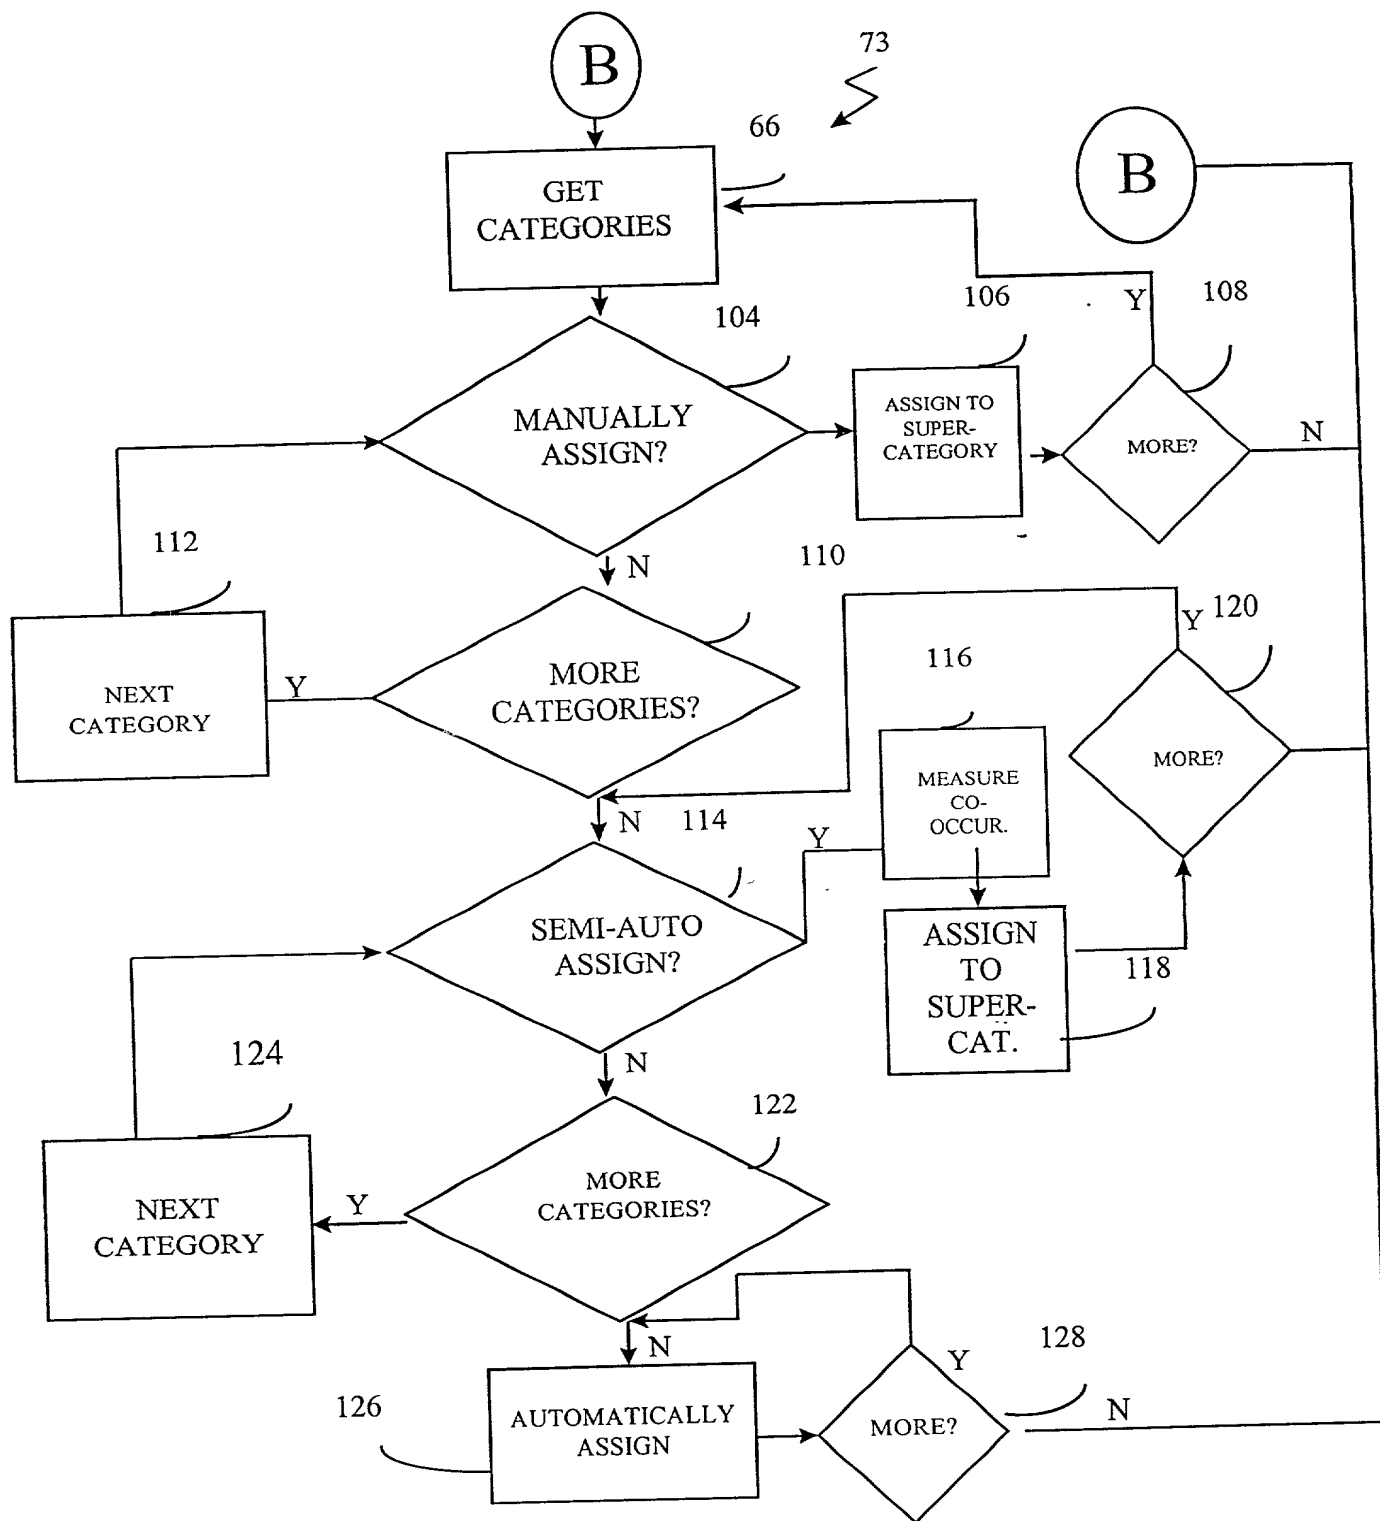 B
73
66
GET
CATEGORIES
B
104
106
Y
108
MANUALLY
ASSIGN?
ASSIGN TO
SUPER-
CATEGORY
MORE?
N
112
N
110
NEXT
CATEGORY
Y
MORE
CATEGORIES?
116
Y
120
MEASURE
CO-
OCCUR.
MORE?
N
114
Y
SEMI-AUTO
ASSIGN?
ASSIGN
TO
SUPER-
CAT.
118
124
N
122
NEXT
CATEGORY
Y
MORE
CATEGORIES?
N
Y
128
126
AUTOMATICALLY
ASSIGN
MORE?
N